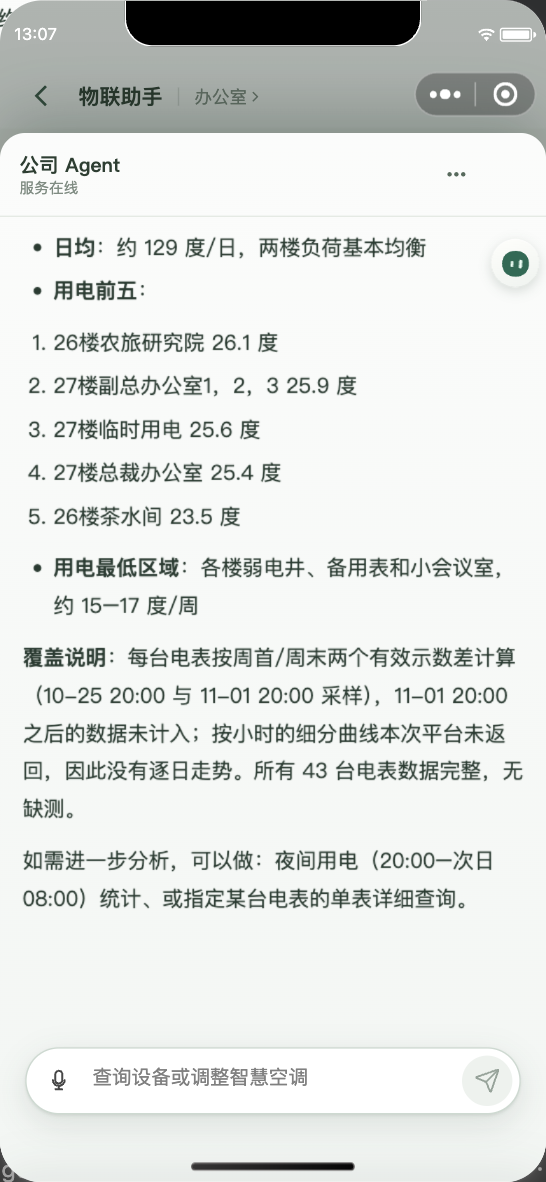 13:07
物联助手
办公室 >
公司 Agent
服务在线
• 日均：约 129 度/日，两楼负荷基本均衡
• 用电前五：
1. 26楼农旅研究院 26.1 度
2. 27楼副总办公室1，2，3 25.9 度
3. 27楼临时用电 25.6 度
4. 27楼总裁办公室 25.4 度
5. 26楼茶水间 23.5 度
• 用电最低区域：各楼弱电井、备用表和小会议室，
约 15–17 度/周
覆盖说明：每台电表按周首/周末两个有效示数差计算
（10-25 20:00 与 11-01 20:00 采样），11-01 20:00
之后的数据未计入；按小时的细分曲线本次平台未返
回，因此没有逐日走势。所有 43 台电表数据完整，无
缺测。
如需进一步分析，可以做：夜间用电（20:00–次日
08:00）统计、或指定某台电表的单表详细查询。
查询设备或调整智慧空调